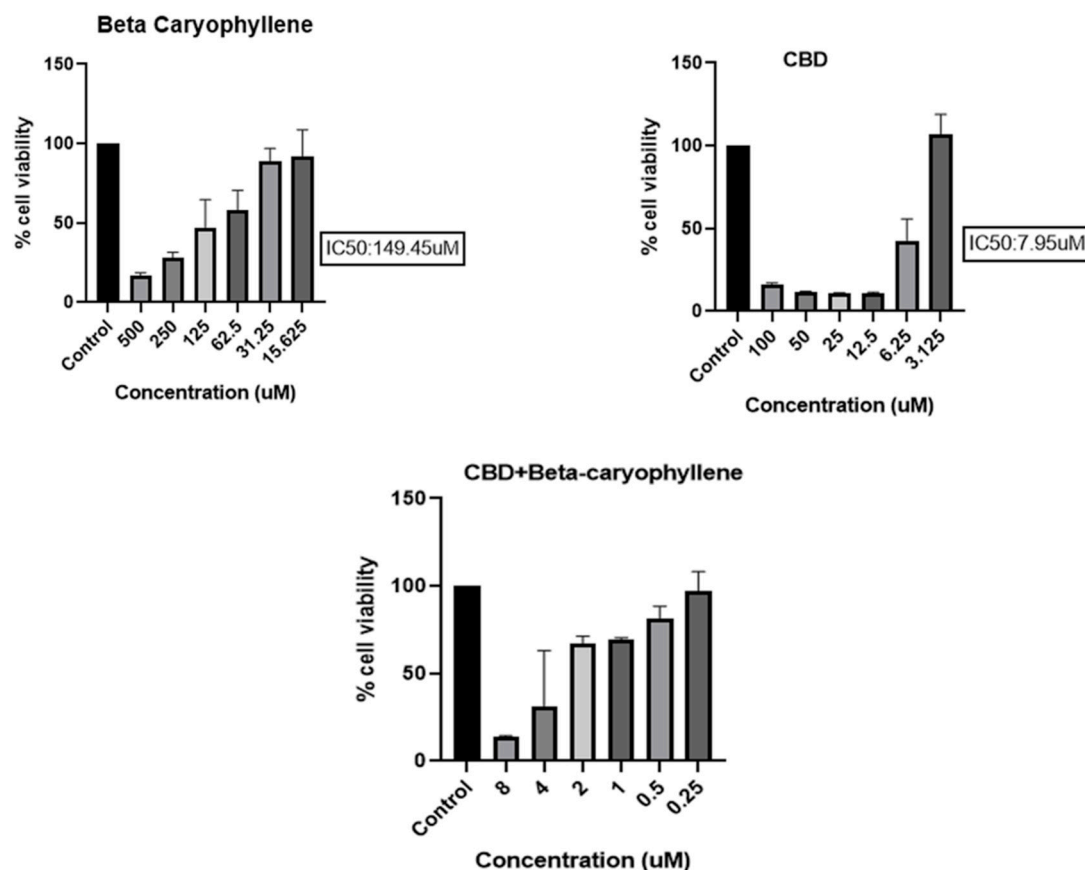 Beta Caryophyllene
150
100
50
0
% cell viability
Control
500
250
125
62.5
31.25
15.625
Concentration (uM)
IC50:149.45uM
CBD
150
100
50
0
% cell viability
Control
100
50
25
12.5
6.25
3.125
Concentration (uM)
IC50:7.95uM
CBD+Beta-caryophyllene
150
100
50
0
% cell viability
Control
8
4
2
1
0.5
0.25
Concentration (uM)